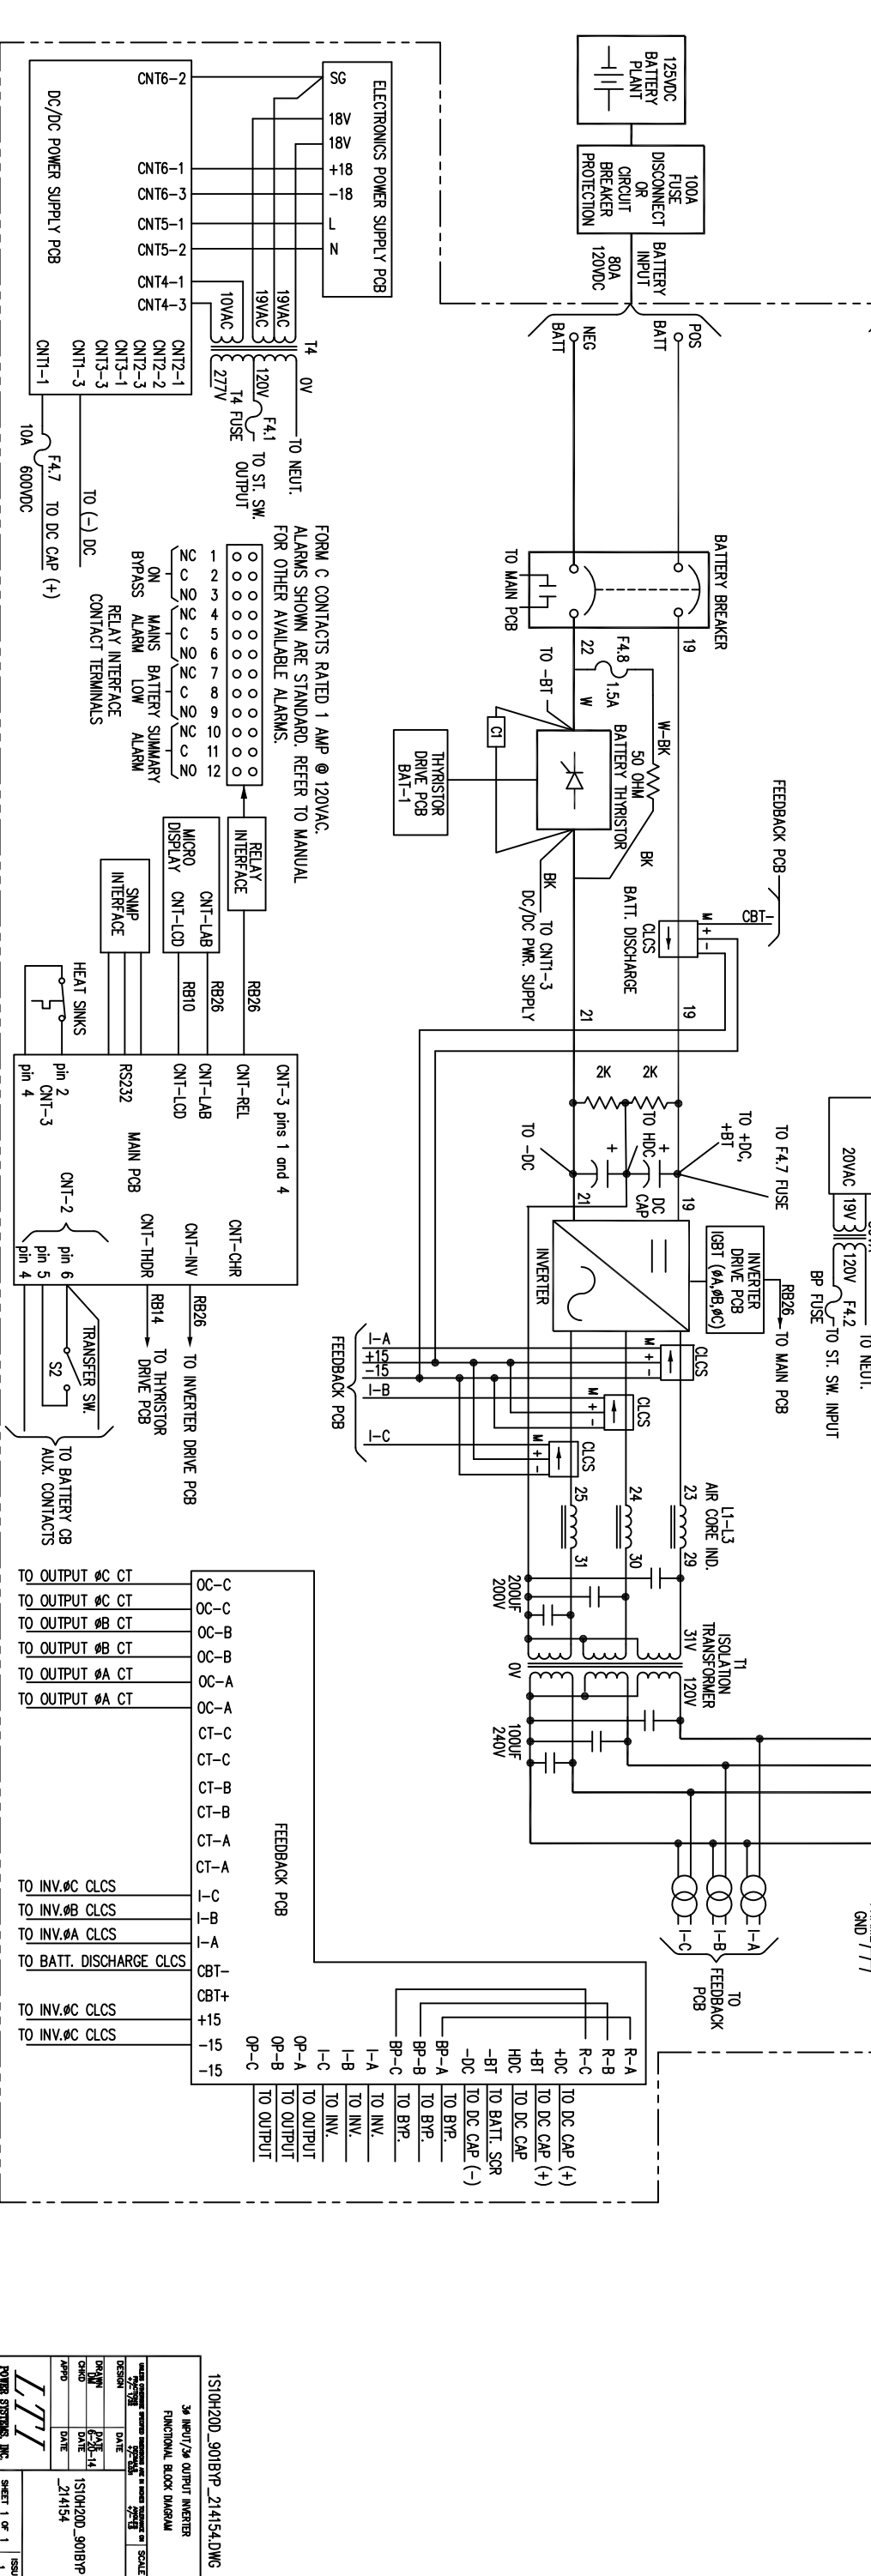 125VDC
BATTERY
PLANT
100A
FUSE
DISCONNECT
OR
CIRCUIT
BREAKER
PROTECTION
BATTERY
INPUT
80A
120VDC
POS
BATT
NEG
BATT
ELECTRONICS POWER SUPPLY PCB
SG
18V
18V
+18
-18
L
N
CNT6-2
CNT6-1
CNT6-3
CNT5-1
CNT5-2
CNT4-1
CNT4-3
DC/DC POWER SUPPLY PCB
CNT2-1
CNT2-2
CNT2-3
CNT3-1
CNT3-3
CNT1-3
CNT1-1
19VAC
19VAC
10VAC
T4
0V
120V
277V
TO NEUT.
F4.1
T4 FUSE
TO ST. SW.
OUTPUT
TO (-) DC
F4.7
TO DC CAP (+)
10A
600VDC
BATTERY BREAKER
TO MAIN PCB
19
22
F4.8
1.5A
W
W-BK
TO -BT
C1
50 OHM
BATTERY THYRISTOR
THYRISTOR
DRIVE PCB
BAT-1
BK
BK
TO CNT1-3
DC/DC PWR. SUPPLY
FEEDBACK PCB
CBT-
M
+
-
CLCS
BATT. DISCHARGE
19
21
FORM C CONTACTS RATED 1 AMP @ 120VAC.
ALARMS SHOWN ARE STANDARD. REFER TO MANUAL
FOR OTHER AVAILABLE ALARMS.
NC 1
C 2
NO 3
NC 4
C 5
NO 6
NC 7
C 8
NO 9
NC 10
C 11
NO 12
ON
BYPASS
MAINS
ALARM
BATTERY
LOW
SUMMARY
ALARM
RELAY INTERFACE
CONTACT TERMINALS
RELAY
INTERFACE
MICRO
DISPLAY
CNT-LAB
CNT-LCD
SNMP
INTERFACE
RB26
RB26
RB10
HEAT SINKS
CNT-3 pins 1 and 4
CNT-REL
CNT-LAB
CNT-LCD
RS232
pin 2
CNT-3
pin 4
MAIN PCB
CNT-CHR
CNT-INV
CNT-THDR
CNT-2
pin 6
pin 5
pin 4
RB26
TO INVERTER DRIVE PCB
RB14
TO THYRISTOR
DRIVE PCB
TRANSFER SW.
S2
TO BATTERY CB
AUX. CONTACTS
2K
2K
TO HDC
TO -DC
TO +DC,
+BT
TO F4.7 FUSE
+
+
DC
CAP
19
21
INVERTER
INVERTER
DRIVE PCB
IGBT (ØA,ØB,ØC)
RB26
TO MAIN PCB
20VAC
19V
120V
F4.2
BP FUSE
TO NEUT.
TO ST. SW. INPUT
I-A
+15
-15
I-B
I-C
FEEDBACK PCB
M
+
-
CLCS
M
+
-
CLCS
M
+
-
CLCS
L1-L3
AIR CORE IND.
23
29
24
30
25
31
200UF
200V
T1
ISOLATION
TRANSFORMER
31V
120V
0V
100UF
240V
I-A
I-B
I-C
TO
FEEDBACK
PCB
GND
TO OUTPUT ØC CT
TO OUTPUT ØC CT
TO OUTPUT ØB CT
TO OUTPUT ØB CT
TO OUTPUT ØA CT
TO OUTPUT ØA CT
OC-C
OC-C
OC-B
OC-B
OC-A
OC-A
CT-C
CT-C
CT-B
CT-B
CT-A
CT-A
FEEDBACK PCB
TO INV.ØC CLCS
TO INV.ØB CLCS
TO INV.ØA CLCS
TO BATT. DISCHARGE CLCS
TO INV.ØC CLCS
TO INV.ØC CLCS
I-C
I-B
I-A
CBT-
CBT+
+15
-15
-15
R-A
R-B
R-C
+DC
+BT
HDC
-BT
-DC
BP-A
BP-B
BP-C
I-A
I-B
I-C
OP-A
OP-B
OP-C
TO DC CAP (+)
TO DC CAP (+)
TO DC CAP
TO BATT. SCR
TO DC CAP (-)
TO BYP.
TO BYP.
TO BYP.
TO INV.
TO INV.
TO INV.
TO OUTPUT
TO OUTPUT
TO OUTPUT
1S10H20D_901BYP_214154.DWG
3Ø INPUT/3Ø OUTPUT INVERTER
FUNCTIONAL BLOCK DIAGRAM
SCALE
DESIGN
DATE
DRAWN
DM
DATE
6-20-14
CHKD
DATE
APPD
DATE
1S10H20D_901BYP
_214154
LTI
POWER SYSTEMS, INC.
SHEET 1 OF 1